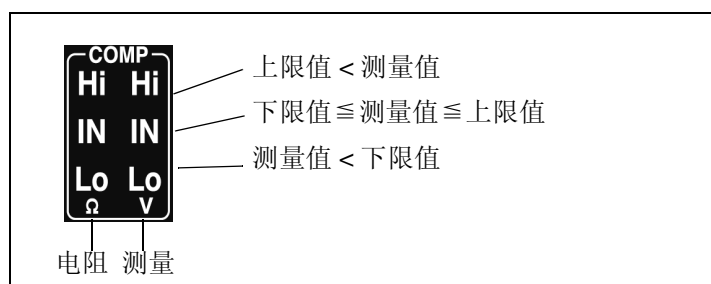 COMP
Hi Hi
IN IN
Lo Lo
Ω V
上限值 < 测量值
下限值≦测量值≦上限值
测量值 < 下限值
电阻 测量